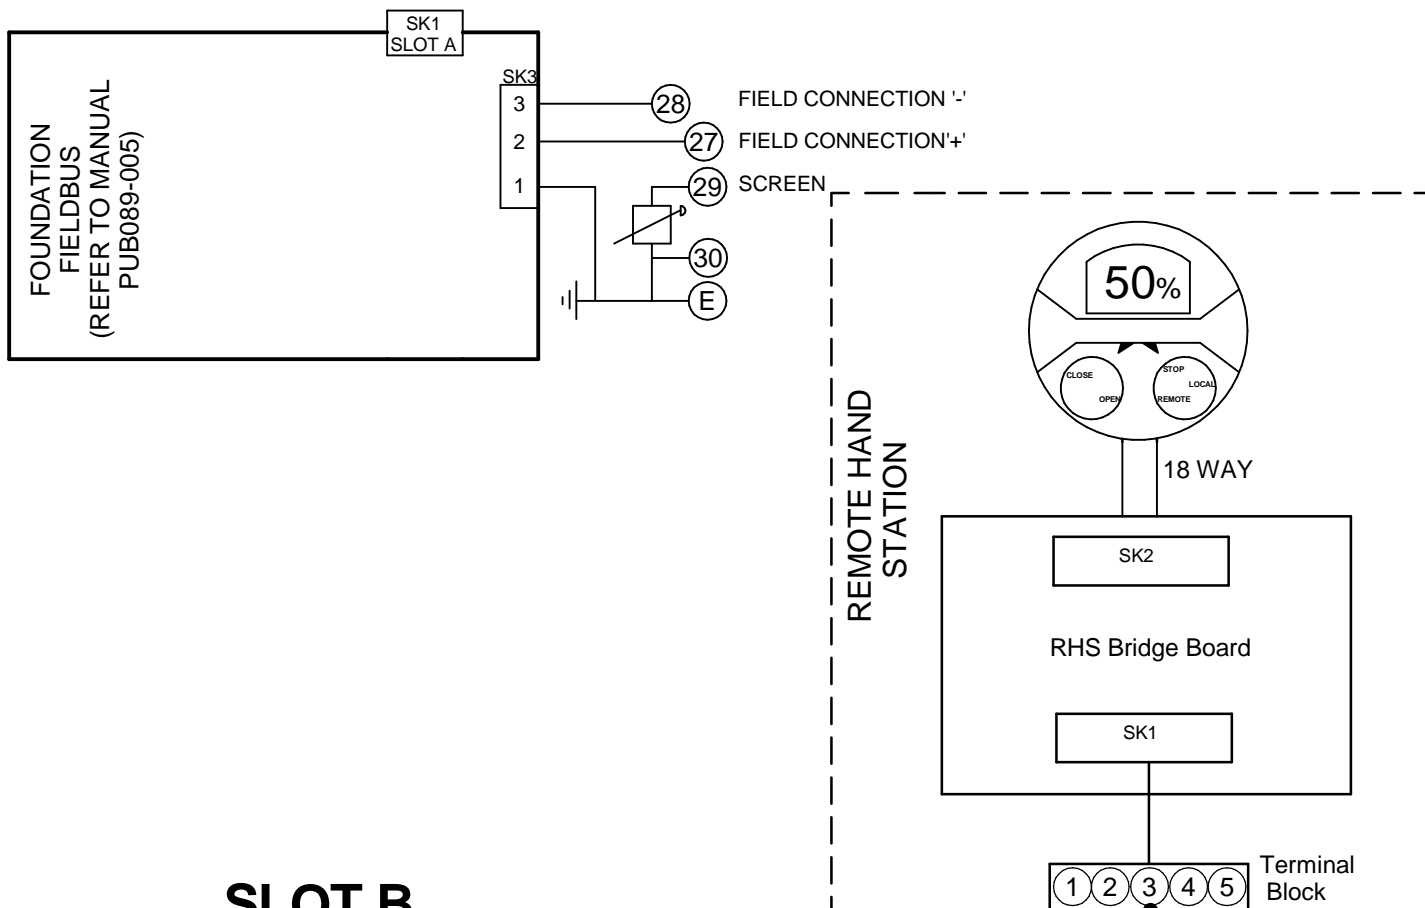 SK1
SLOT A
FOUNDATION
FIELDBUS
(REFER TO MANUAL
PUB089-005)
SK3
3
28
FIELD CONNECTION '-'
2
27
FIELD CONNECTION'+'
1
29
SCREEN
30
E
REMOTE HAND
STATION
50%
CLOSE
OPEN
STOP
LOCAL
REMOTE
18 WAY
SK2
RHS Bridge Board
SK1
1 2 3 4 5
Terminal
Block
SLOT B